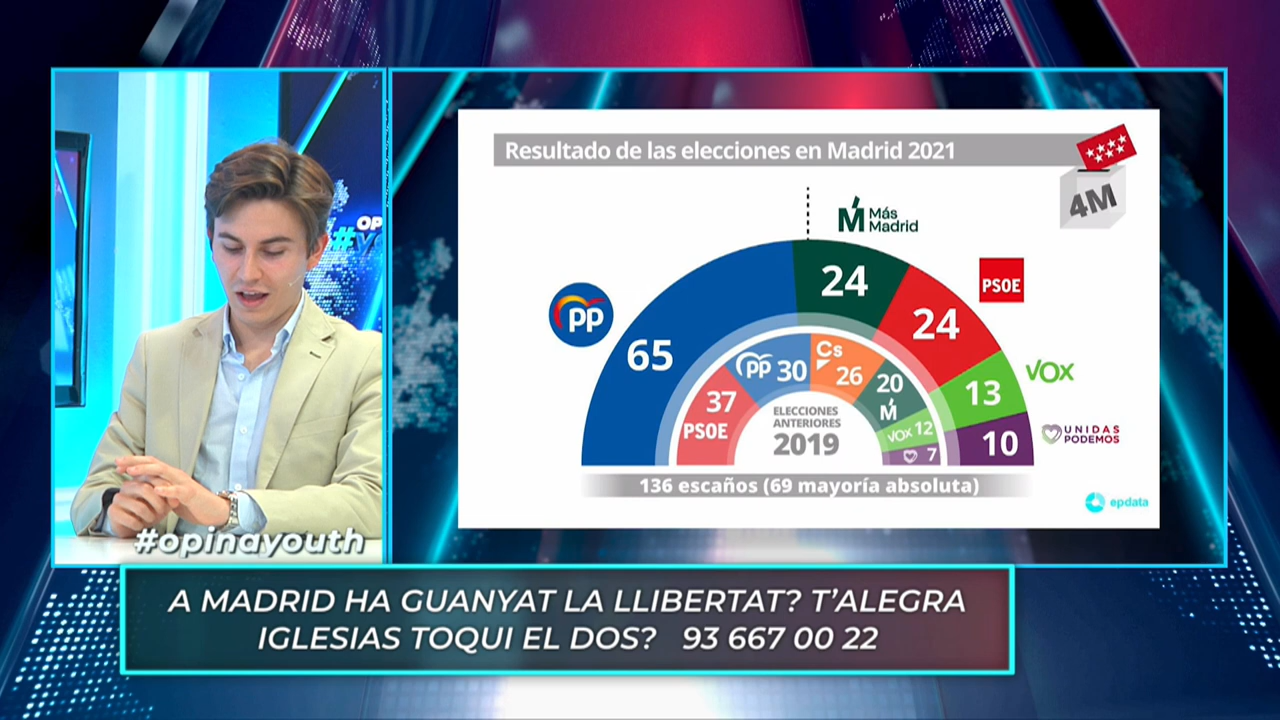 OP
#y
#opinayouth
Resultado de las elecciones en Madrid 2021
4M
Más
Madrid
PSOE
pp
65
24
24
VOX
13
UNIDAS
PODEMOS
10
37
PSOE
pp 30
Cs
26
20
M
VOX 12
7
ELECCIONES
ANTERIORES
2019
136 escaños (69 mayoría absoluta)
epdata
A MADRID HA GUANYAT LA LLIBERTAT? T'ALEGRA
IGLESIAS TOQUI EL DOS? 93 667 00 22